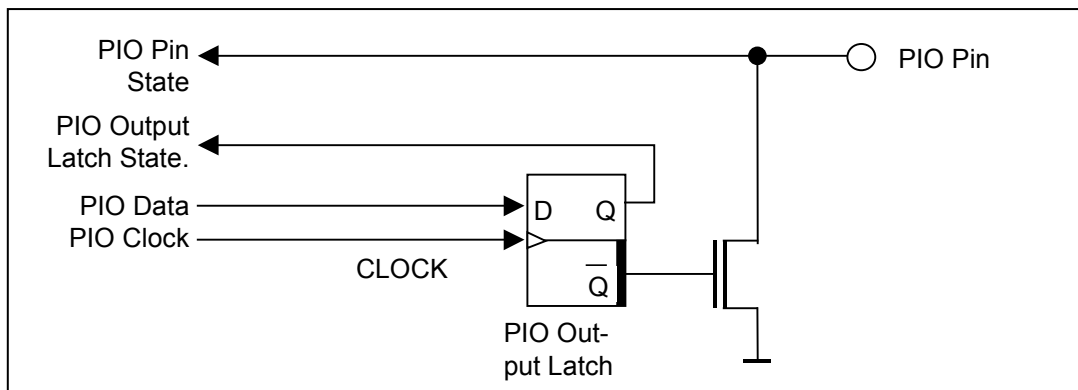 PIO Pin
State
PIO Pin
PIO Output
Latch State.
PIO Data
PIO Clock
CLOCK
D
Q
Q̅
PIO Out-
put Latch